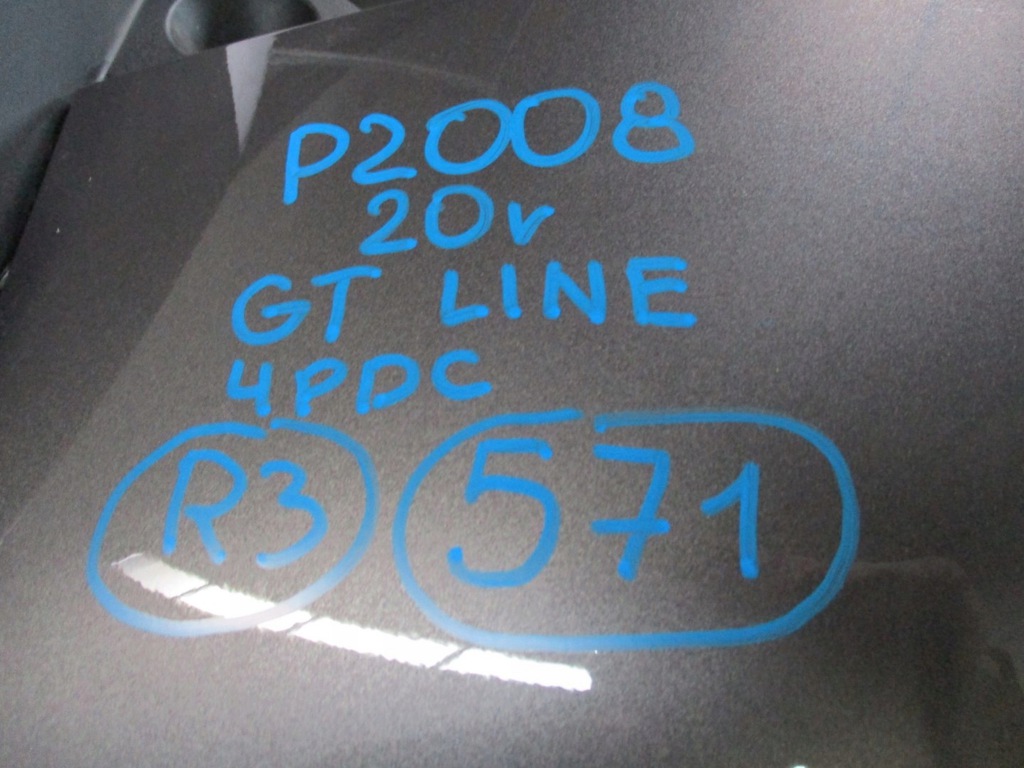 P2008
20r
GT LINE
4PDC
R3 571